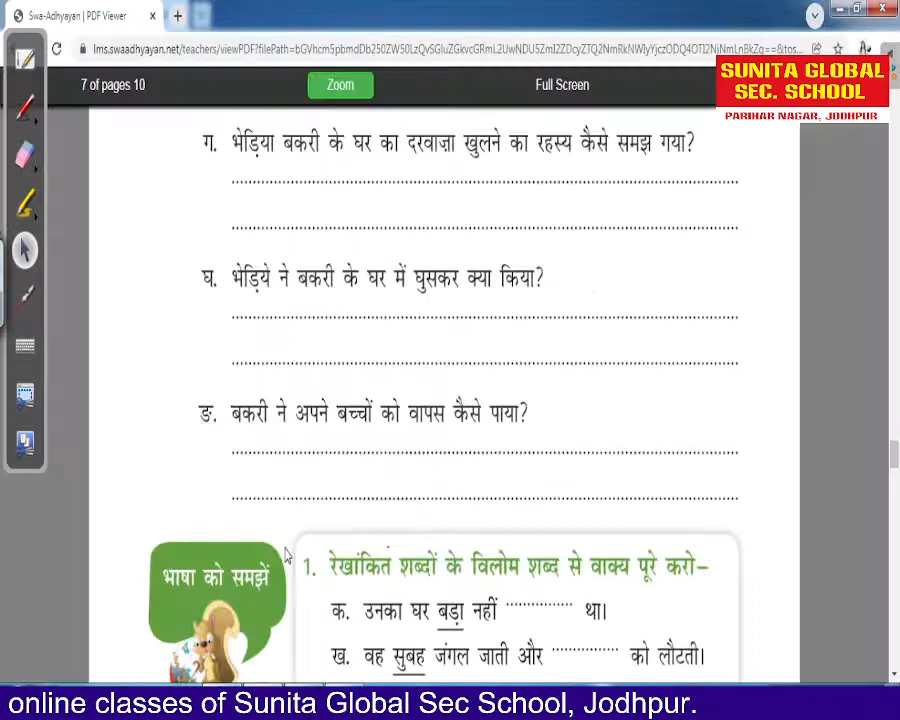 Swa-Adhyayan | PDF Viewer
7 of pages 10
Zoom
Full Screen
SUNITA GLOBAL
SEC. SCHOOL
PARIHAR NAGAR, JODHPUR
ग. भेड़िया बकरी के घर का दरवाज़ा खुलने का रहस्य कैसे समझ गया?
घ. भेड़िये ने बकरी के घर में घुसकर क्या किया?
ङ. बकरी ने अपने बच्चों को वापस कैसे पाया?
भाषा को समझें
1. रेखांकित शब्दों के विलोम शब्द से वाक्य पूरे करो–
क. उनका घर बड़ा नहीं ............... था।
ख. वह सुबह जंगल जाती और ............... को लौटती।
online classes of Sunita Global Sec School, Jodhpur.